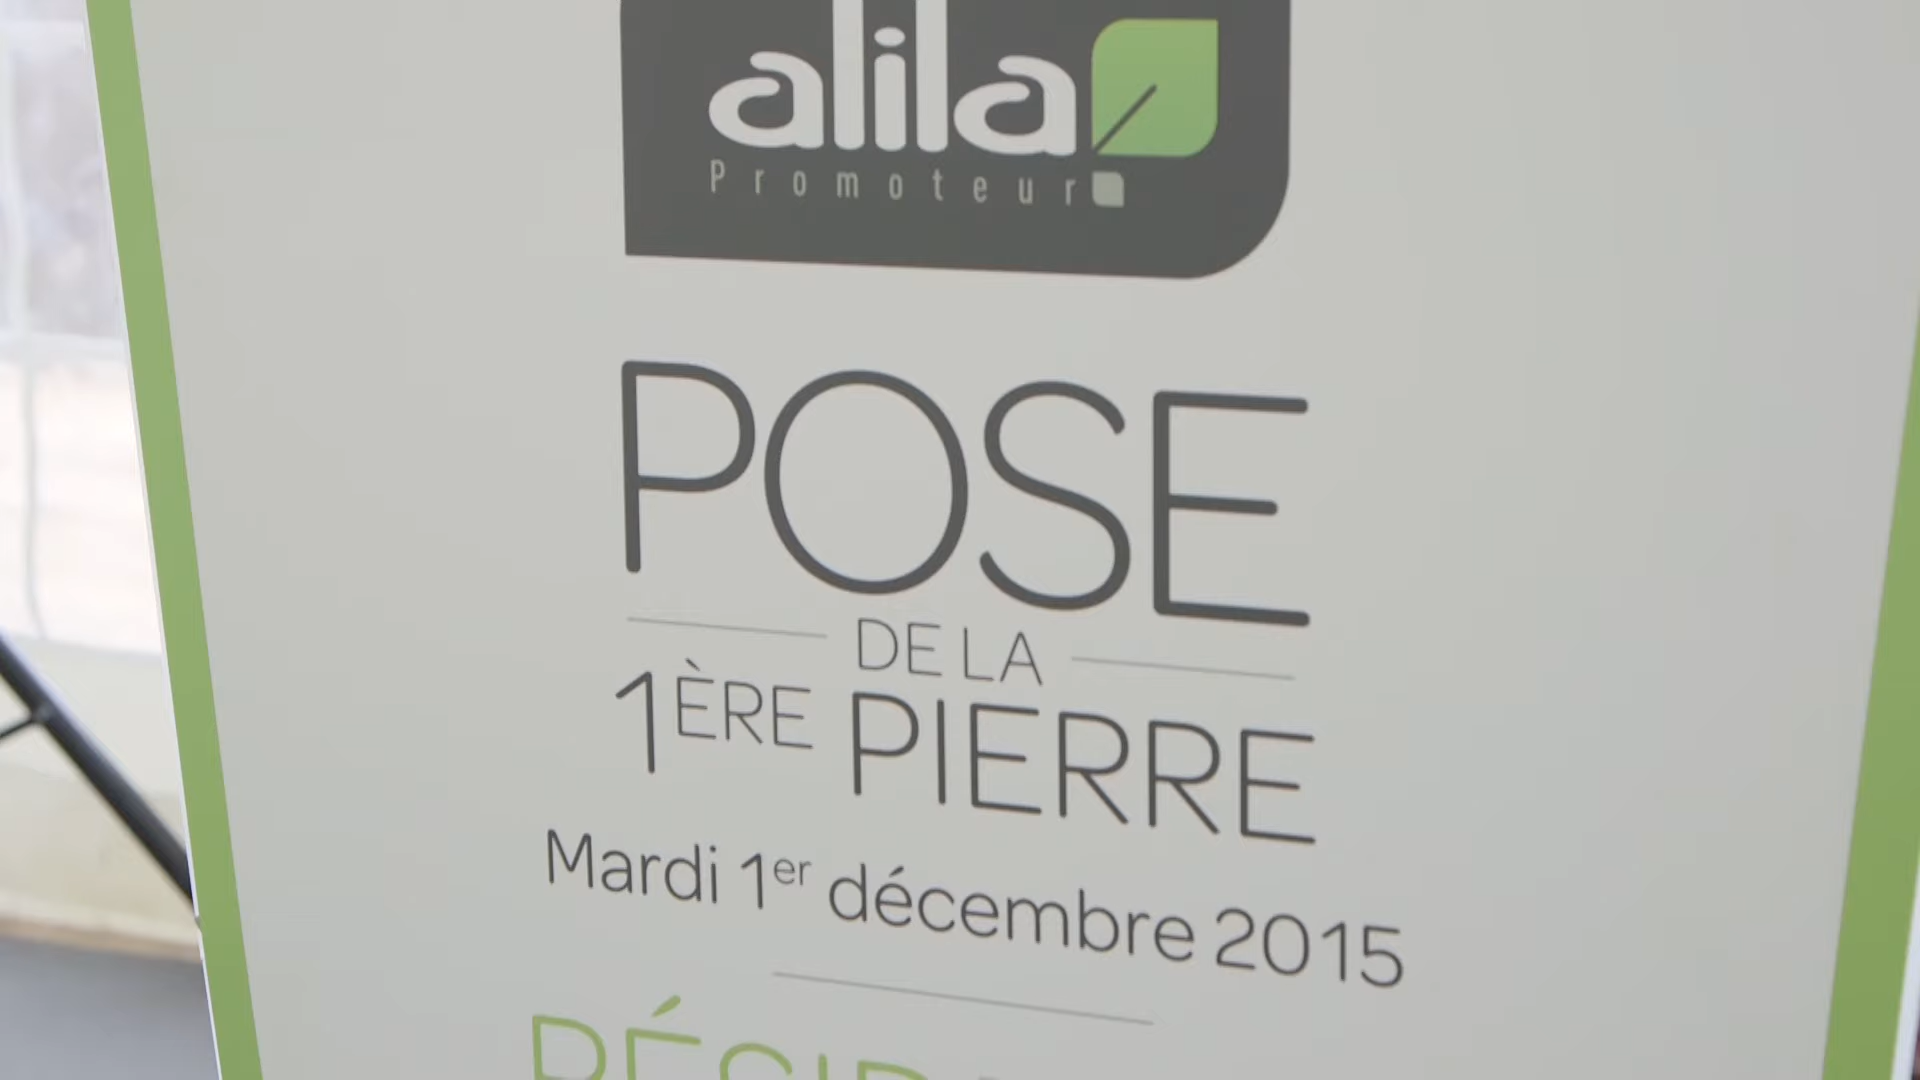 alila
Promoteur
POSE
DE LA
1ÈRE PIERRE
Mardi 1er décembre 2015